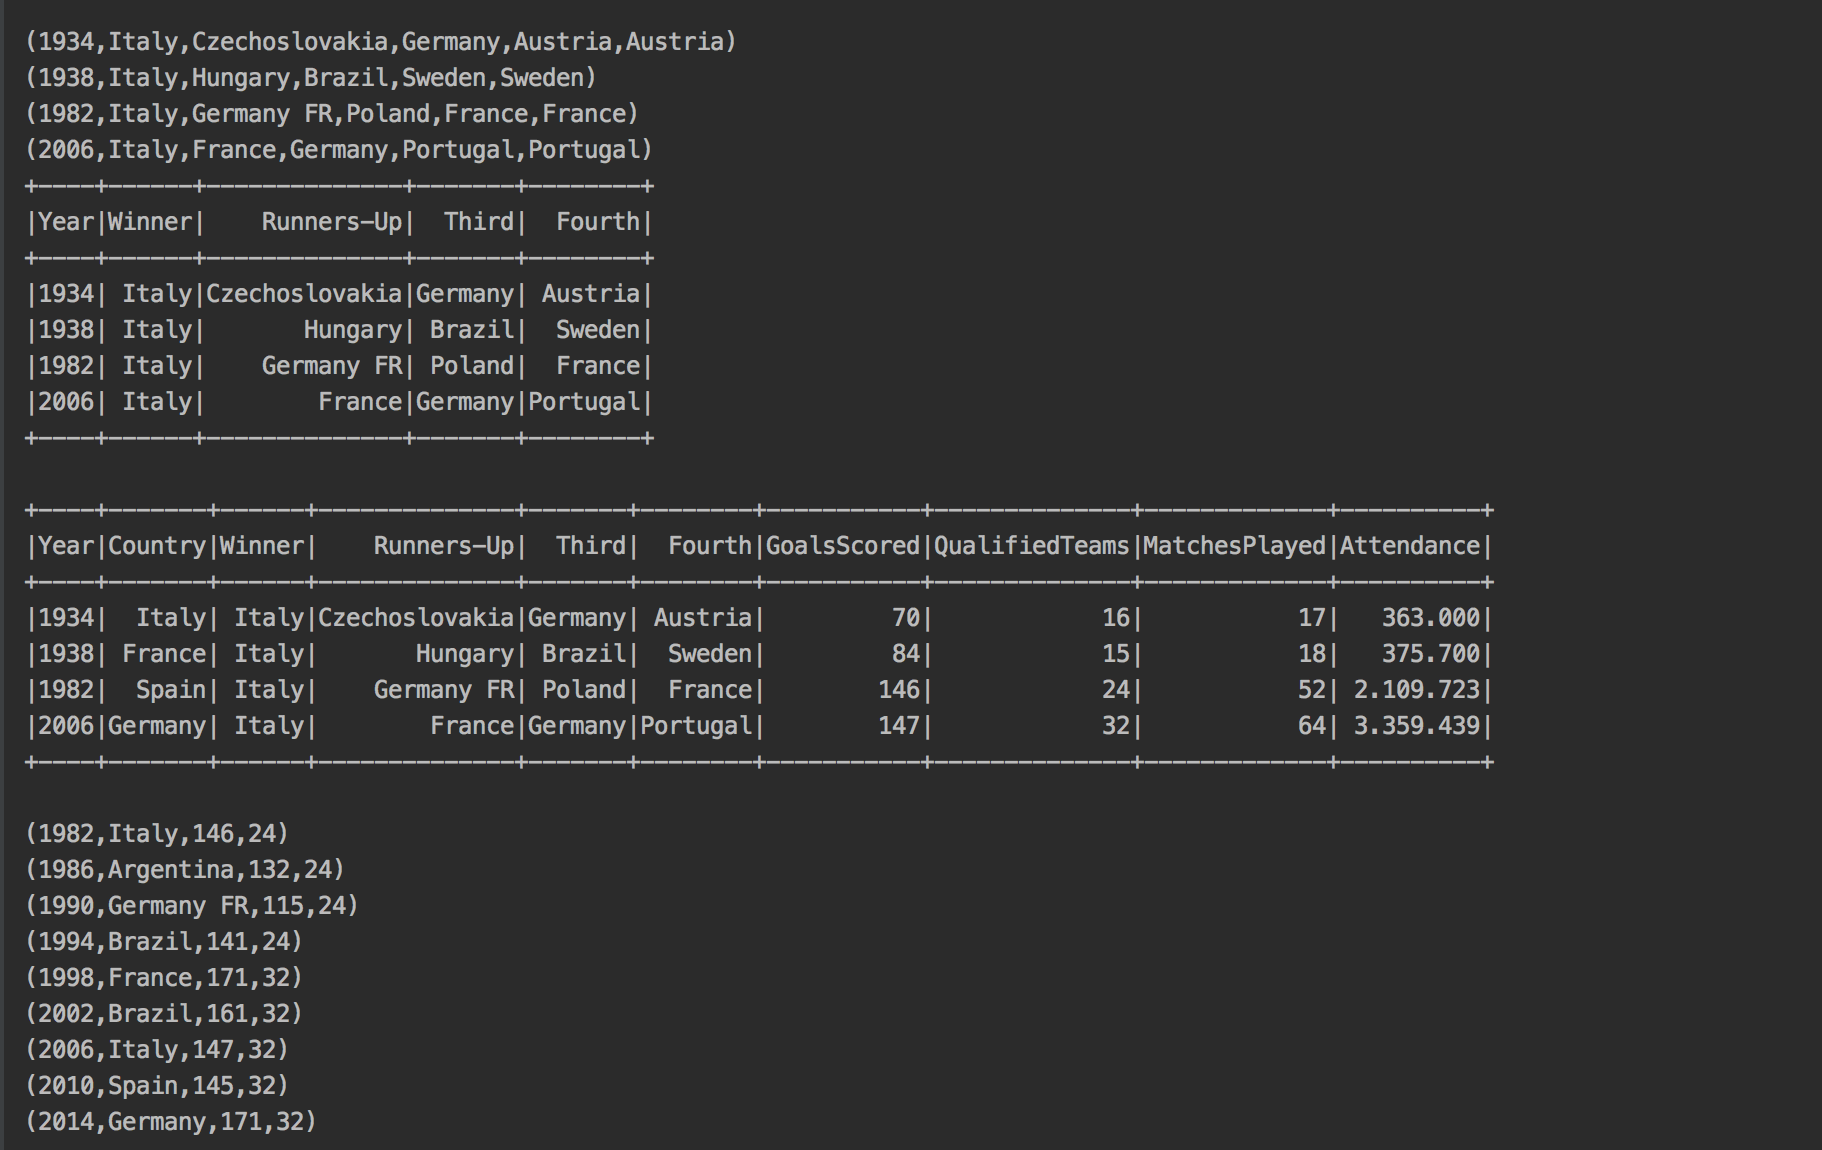 (1934,Italy,Czechoslovakia,Germany,Austria,Austria)
(1938,Italy,Hungary,Brazil,Sweden,Sweden)
(1982,Italy,Germany FR,Poland,France,France)
(2006,Italy,France,Germany,Portugal,Portugal)
+----+------+--------------+-------+--------+
|Year|Winner|    Runners-Up|  Third|  Fourth|
+----+------+--------------+-------+--------+
|1934| Italy|Czechoslovakia|Germany| Austria|
|1938| Italy|       Hungary| Brazil|  Sweden|
|1982| Italy|    Germany FR| Poland|  France|
|2006| Italy|        France|Germany|Portugal|
+----+------+--------------+-------+--------+
+----+-------+------+--------------+-------+--------+-----------+--------------+-------------+----------+
|Year|Country|Winner|    Runners-Up|  Third|  Fourth|GoalsScored|QualifiedTeams|MatchesPlayed|Attendance|
+----+-------+------+--------------+-------+--------+-----------+--------------+-------------+----------+
|1934|  Italy| Italy|Czechoslovakia|Germany| Austria|         70|            16|           17|   363.000|
|1938| France| Italy|       Hungary| Brazil|  Sweden|         84|            15|           18|   375.700|
|1982|  Spain| Italy|    Germany FR| Poland|  France|        146|            24|           52| 2.109.723|
|2006|Germany| Italy|        France|Germany|Portugal|        147|            32|           64| 3.359.439|
+----+-------+------+--------------+-------+--------+-----------+--------------+-------------+----------+
(1982,Italy,146,24)
(1986,Argentina,132,24)
(1990,Germany FR,115,24)
(1994,Brazil,141,24)
(1998,France,171,32)
(2002,Brazil,161,32)
(2006,Italy,147,32)
(2010,Spain,145,32)
(2014,Germany,171,32)